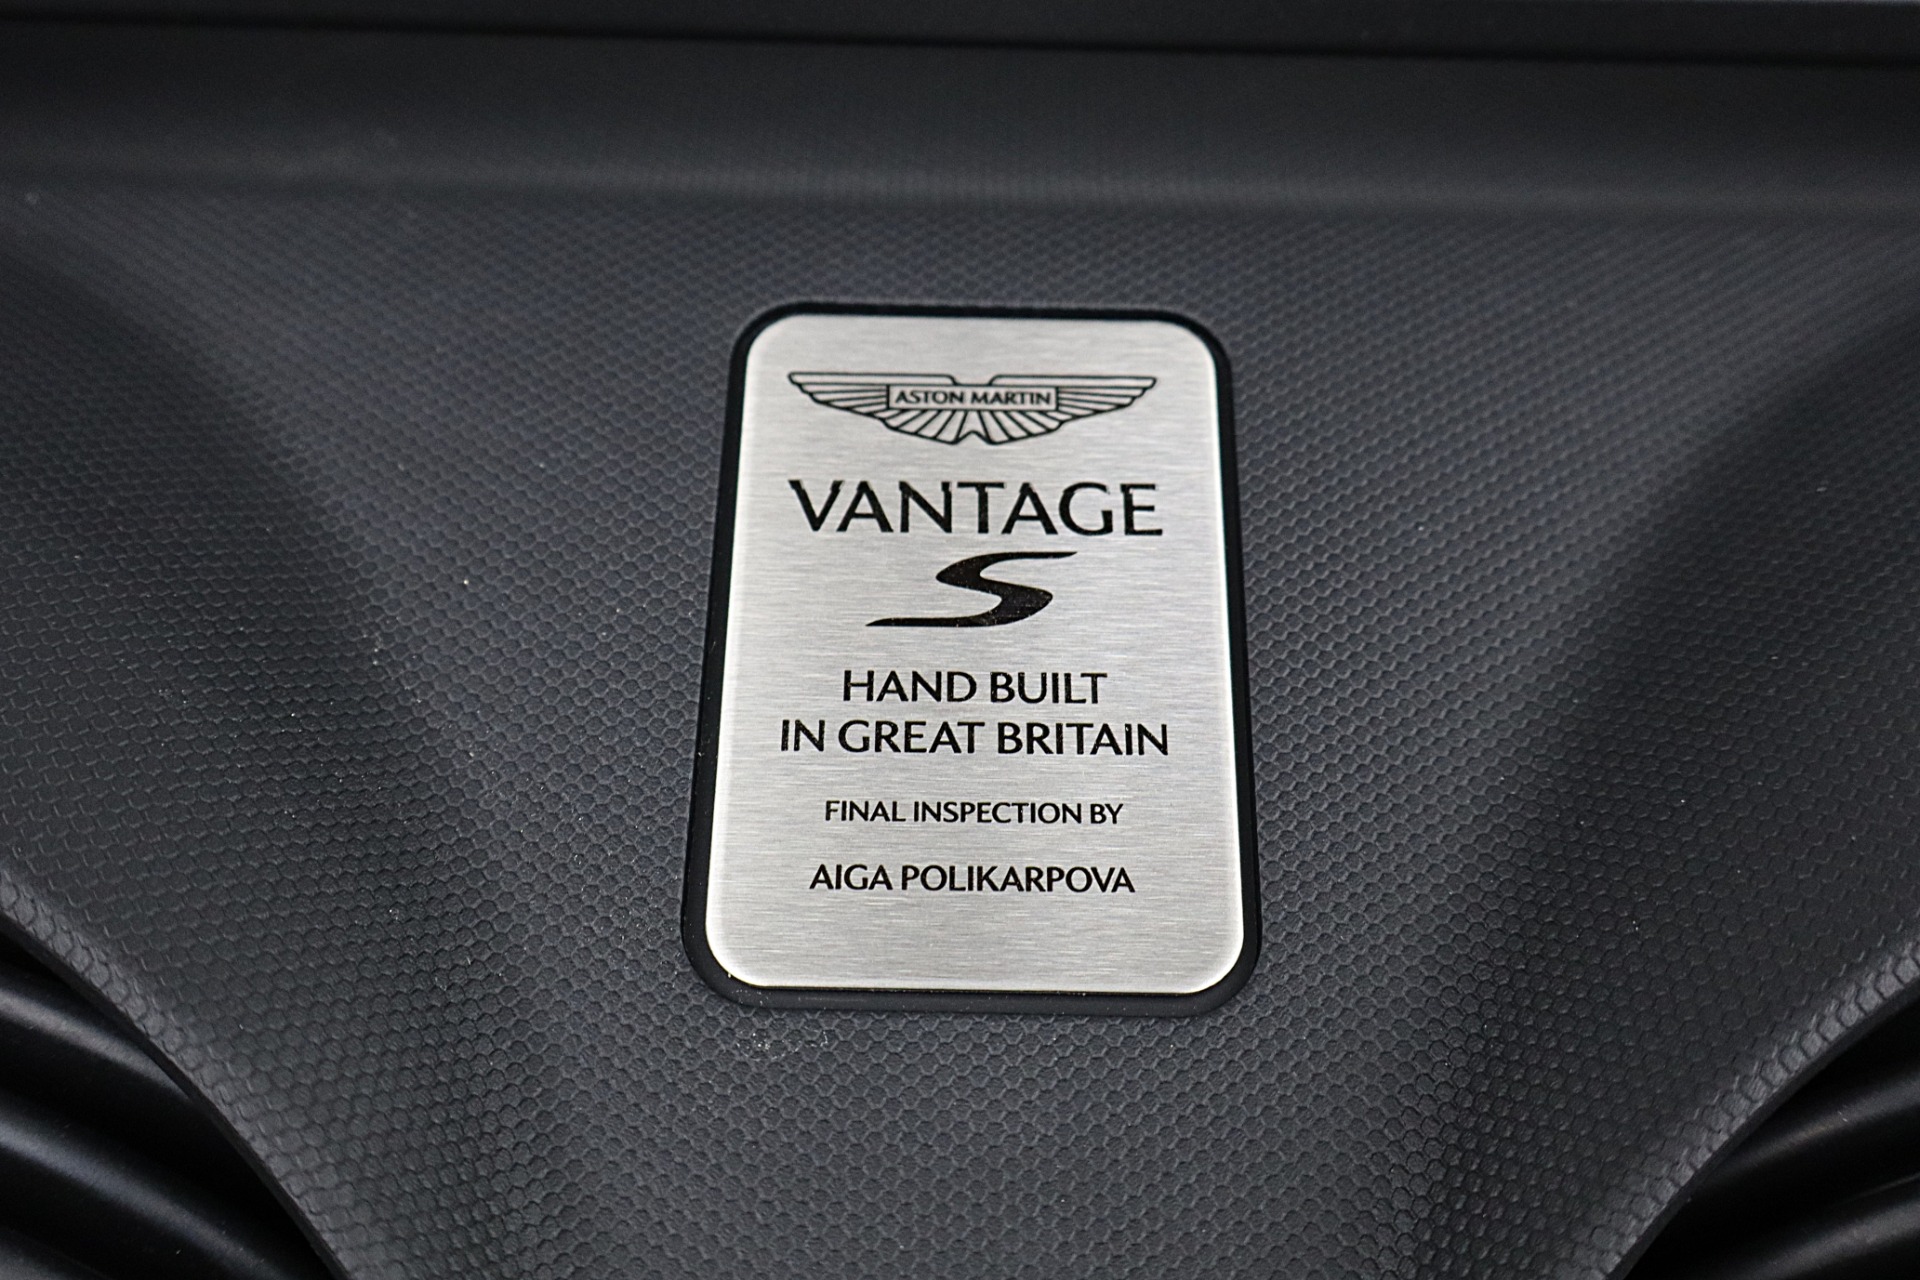 ASTON MARTIN
VANTAGE
S
HAND BUILT
IN GREAT BRITAIN
FINAL INSPECTION BY
AIGA POLIKARPOVA